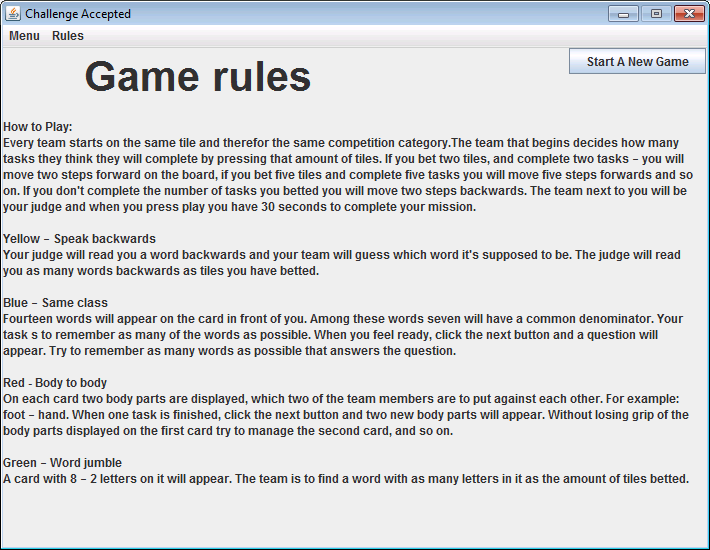 Challenge Accepted
Menu Rules
Start A New Game
Game rules
How to Play:
Every team starts on the same tile and therefor the same competition category.The team that begins decides how many
tasks they think they will complete by pressing that amount of tiles. If you bet two tiles, and complete two tasks – you will
move two steps forward on the board, if you bet five tiles and complete five tasks you will move five steps forwards and so
on. If you don't complete the number of tasks you betted you will move two steps backwards. The team next to you will be
your judge and when you press play you have 30 seconds to complete your mission.
Yellow – Speak backwards
Your judge will read you a word backwards and your team will guess which word it's supposed to be. The judge will read
you as many words backwards as tiles you have betted.
Blue – Same class
Fourteen words will appear on the card in front of you. Among these words seven will have a common denominator. Your
task s to remember as many of the words as possible. When you feel ready, click the next button and a question will
appear. Try to remember as many words as possible that answers the question.
Red - Body to body
On each card two body parts are displayed, which two of the team members are to put against each other. For example:
foot – hand. When one task is finished, click the next button and two new body parts will appear. Without losing grip of the
body parts displayed on the first card try to manage the second card, and so on.
Green – Word jumble
A card with 8 – 2 letters on it will appear. The team is to find a word with as many letters in it as the amount of tiles betted.